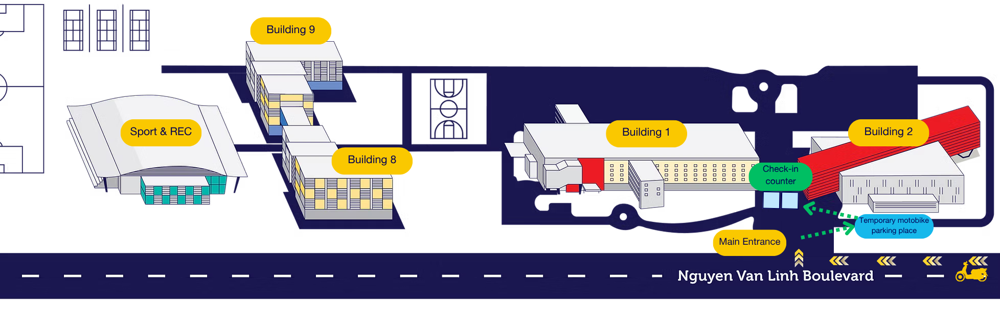 Building 9
Sport & REC
Building 8
Building 1
Building 2
Check-in
counter
Temporary motobike
parking place
Main Entrance
Nguyen Van Linh Boulevard